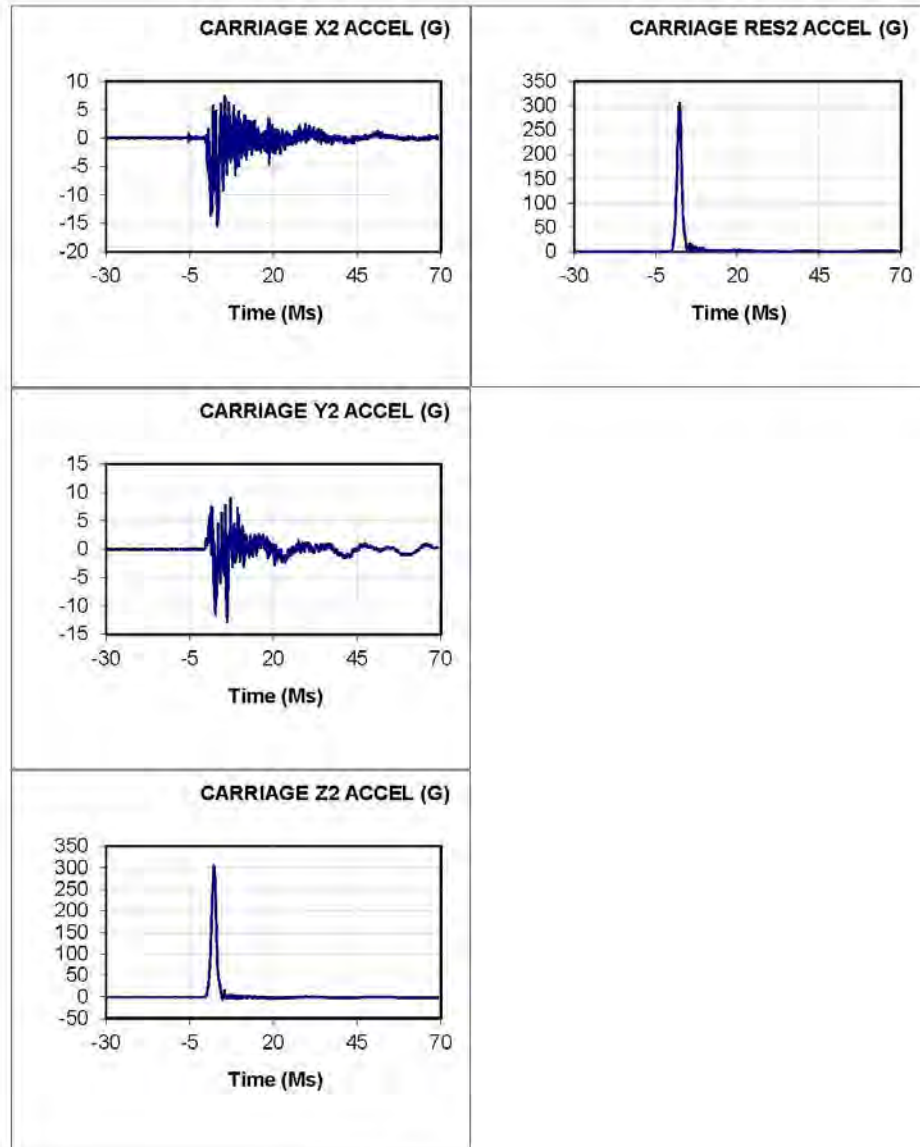 CARRIAGE X2 ACCEL (G)
10
5
0
-5
-10
-15
-20
-30 -5 20 45 70
Time (Ms)
CARRIAGE RES2 ACCEL (G)
350
300
250
200
150
100
50
0
-30 -5 20 45 70
Time (Ms)
CARRIAGE Y2 ACCEL (G)
15
10
5
0
-5
-10
-15
-30 -5 20 45 70
Time (Ms)
CARRIAGE Z2 ACCEL (G)
350
300
250
200
150
100
50
0
-50
-30 -5 20 45 70
Time (Ms)